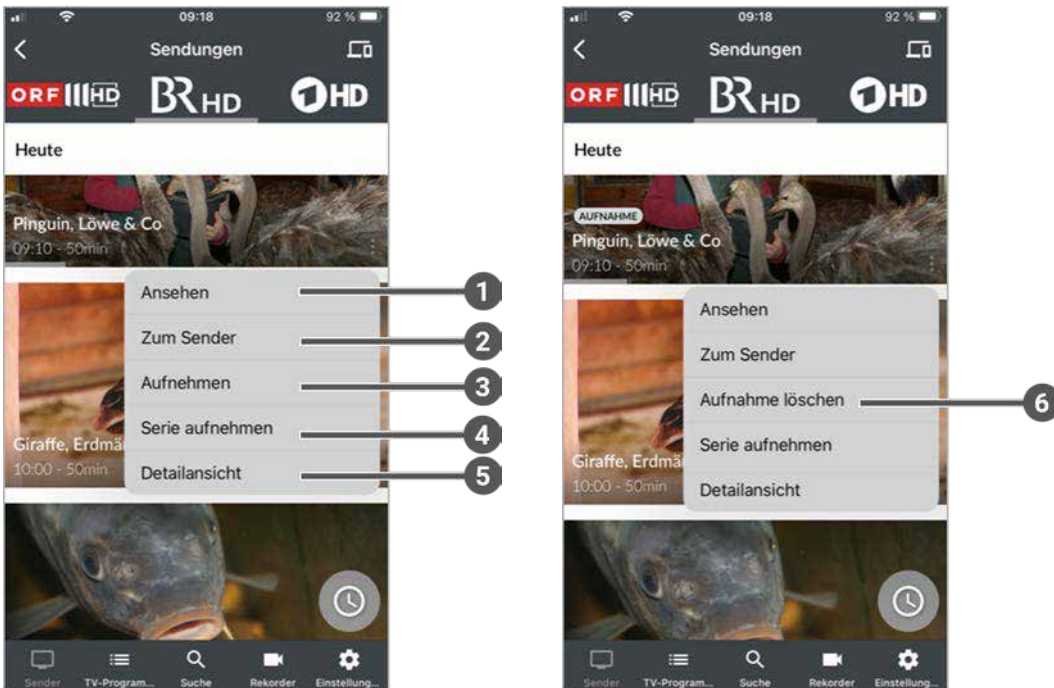 09:18
92 %
Sendungen
ORF III HD
BR HD
1 HD
Heute
Pinguin, Löwe & Co
09:10 - 50min
Ansehen
Zum Sender
Aufnehmen
Serie aufnehmen
Detailansicht
Giraffe, Erdmä
10:00 - 50min
Sender
TV-Program...
Suche
Rekorder
Einstellung...
1
2
3
4
5
09:18
92 %
Sendungen
ORF III HD
BR HD
1 HD
Heute
AUFNAHME
Pinguin, Löwe & Co
09:10 - 50min
Ansehen
Zum Sender
Aufnahme löschen
Serie aufnehmen
Detailansicht
Giraffe, Erdmä
10:00 - 50min
Sender
TV-Program...
Suche
Rekorder
Einstellung...
6